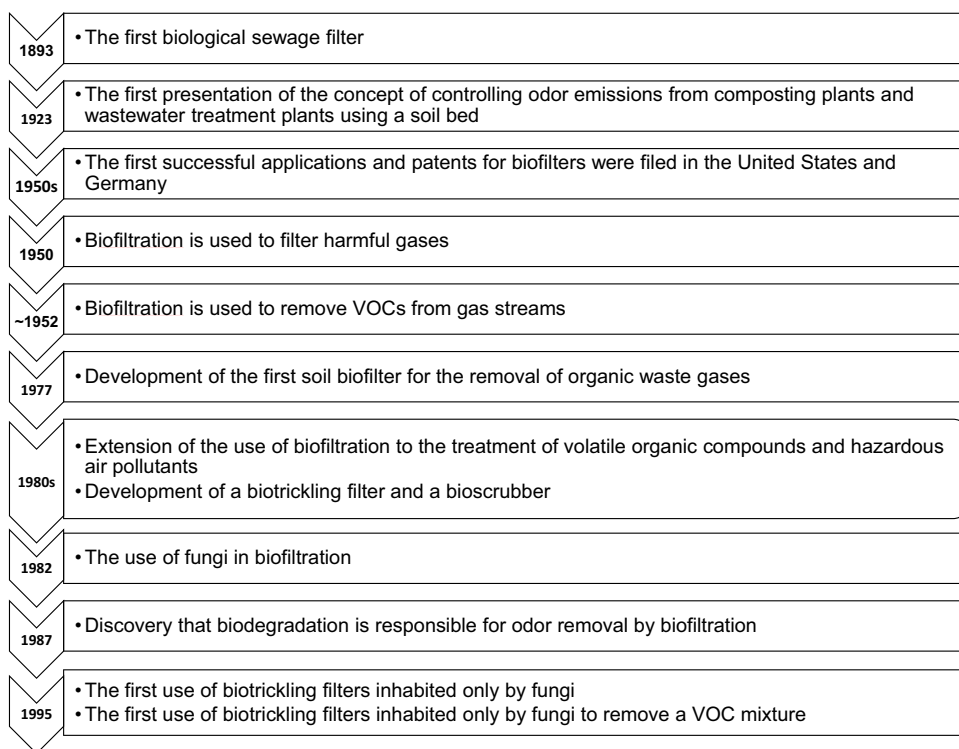 1893
• The first biological sewage filter
1923
• The first presentation of the concept of controlling odor emissions from composting plants and
wastewater treatment plants using a soil bed
1950s
• The first successful applications and patents for biofilters were filed in the United States and
Germany
1950
• Biofiltration is used to filter harmful gases
~1952
• Biofiltration is used to remove VOCs from gas streams
1977
• Development of the first soil biofilter for the removal of organic waste gases
1980s
• Extension of the use of biofiltration to the treatment of volatile organic compounds and hazardous
air pollutants
• Development of a biotrickling filter and a bioscrubber
1982
• The use of fungi in biofiltration
1987
• Discovery that biodegradation is responsible for odor removal by biofiltration
1995
• The first use of biotrickling filters inhabited only by fungi
• The first use of biotrickling filters inhabited only by fungi to remove a VOC mixture